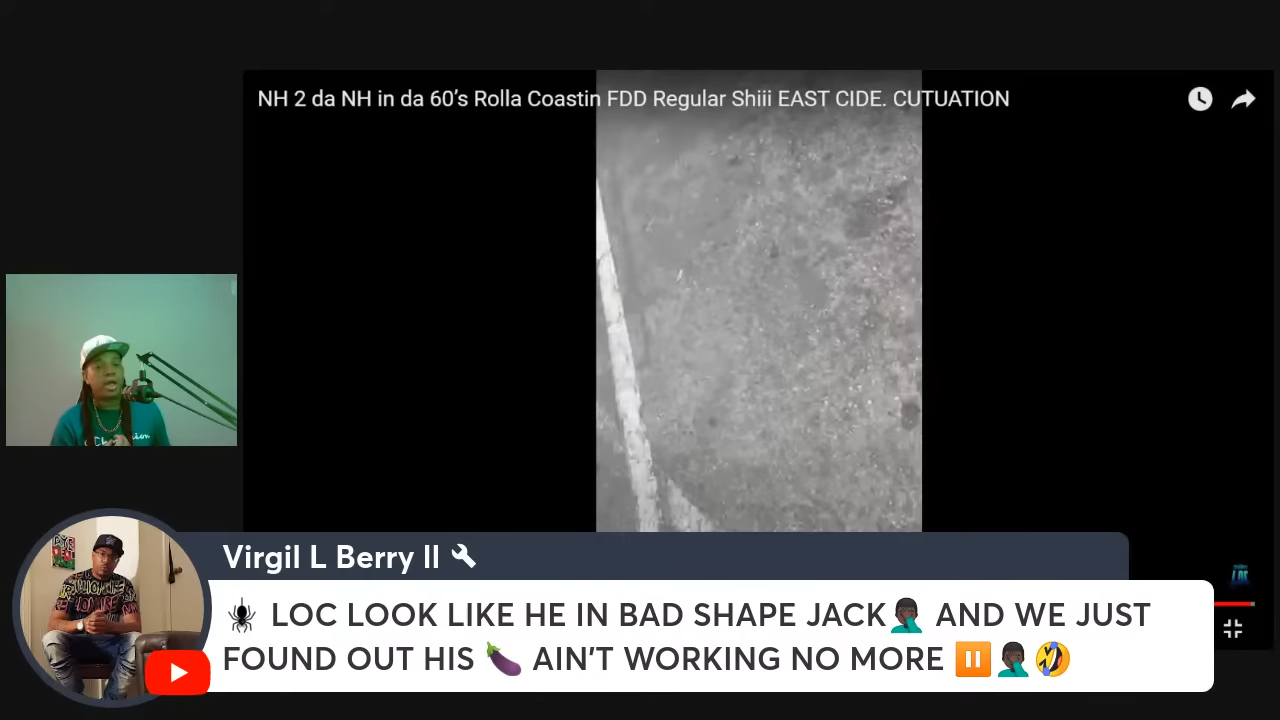 NH 2 da NH in da 60’s Rolla Coastin FDD Regular Shiii EAST CIDE. CUTUATION
Virgil L Berry II
LOC LOOK LIKE HE IN BAD SHAPE JACK🤦🏿‍♂️ AND WE JUST
FOUND OUT HIS 🍆 AIN’T WORKING NO MORE ⏸️🤦🏿‍♂️🤣
LOC